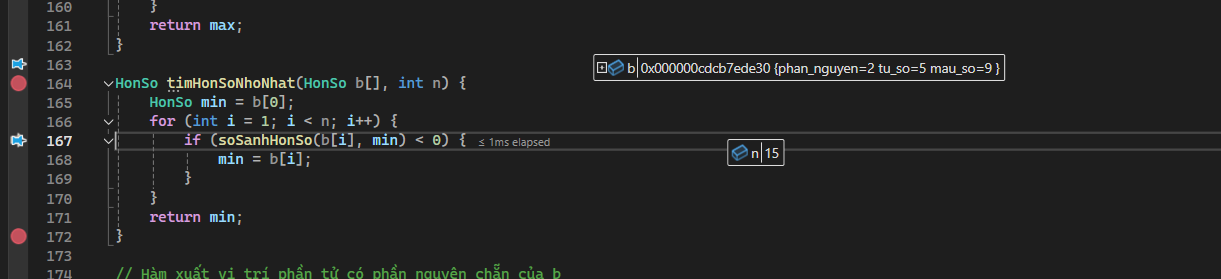 160 }
161 return max;
162 }
163
b 0x000000cdcb7ede30 {phan_nguyen=2 tu_so=5 mau_so=9 }
164 HonSo timHonSoNhoNhat(HonSo b[], int n) {
165 HonSo min = b[0];
166 for (int i = 1; i < n; i++) {
167 if (soSanhHonSo(b[i], min) < 0) { ≤ 1ms elapsed
n 15
168 min = b[i];
169 }
170 }
171 return min;
172 }
173
174 // Hàm xuất vị trí phần tử có phần nguyên chẵn của b